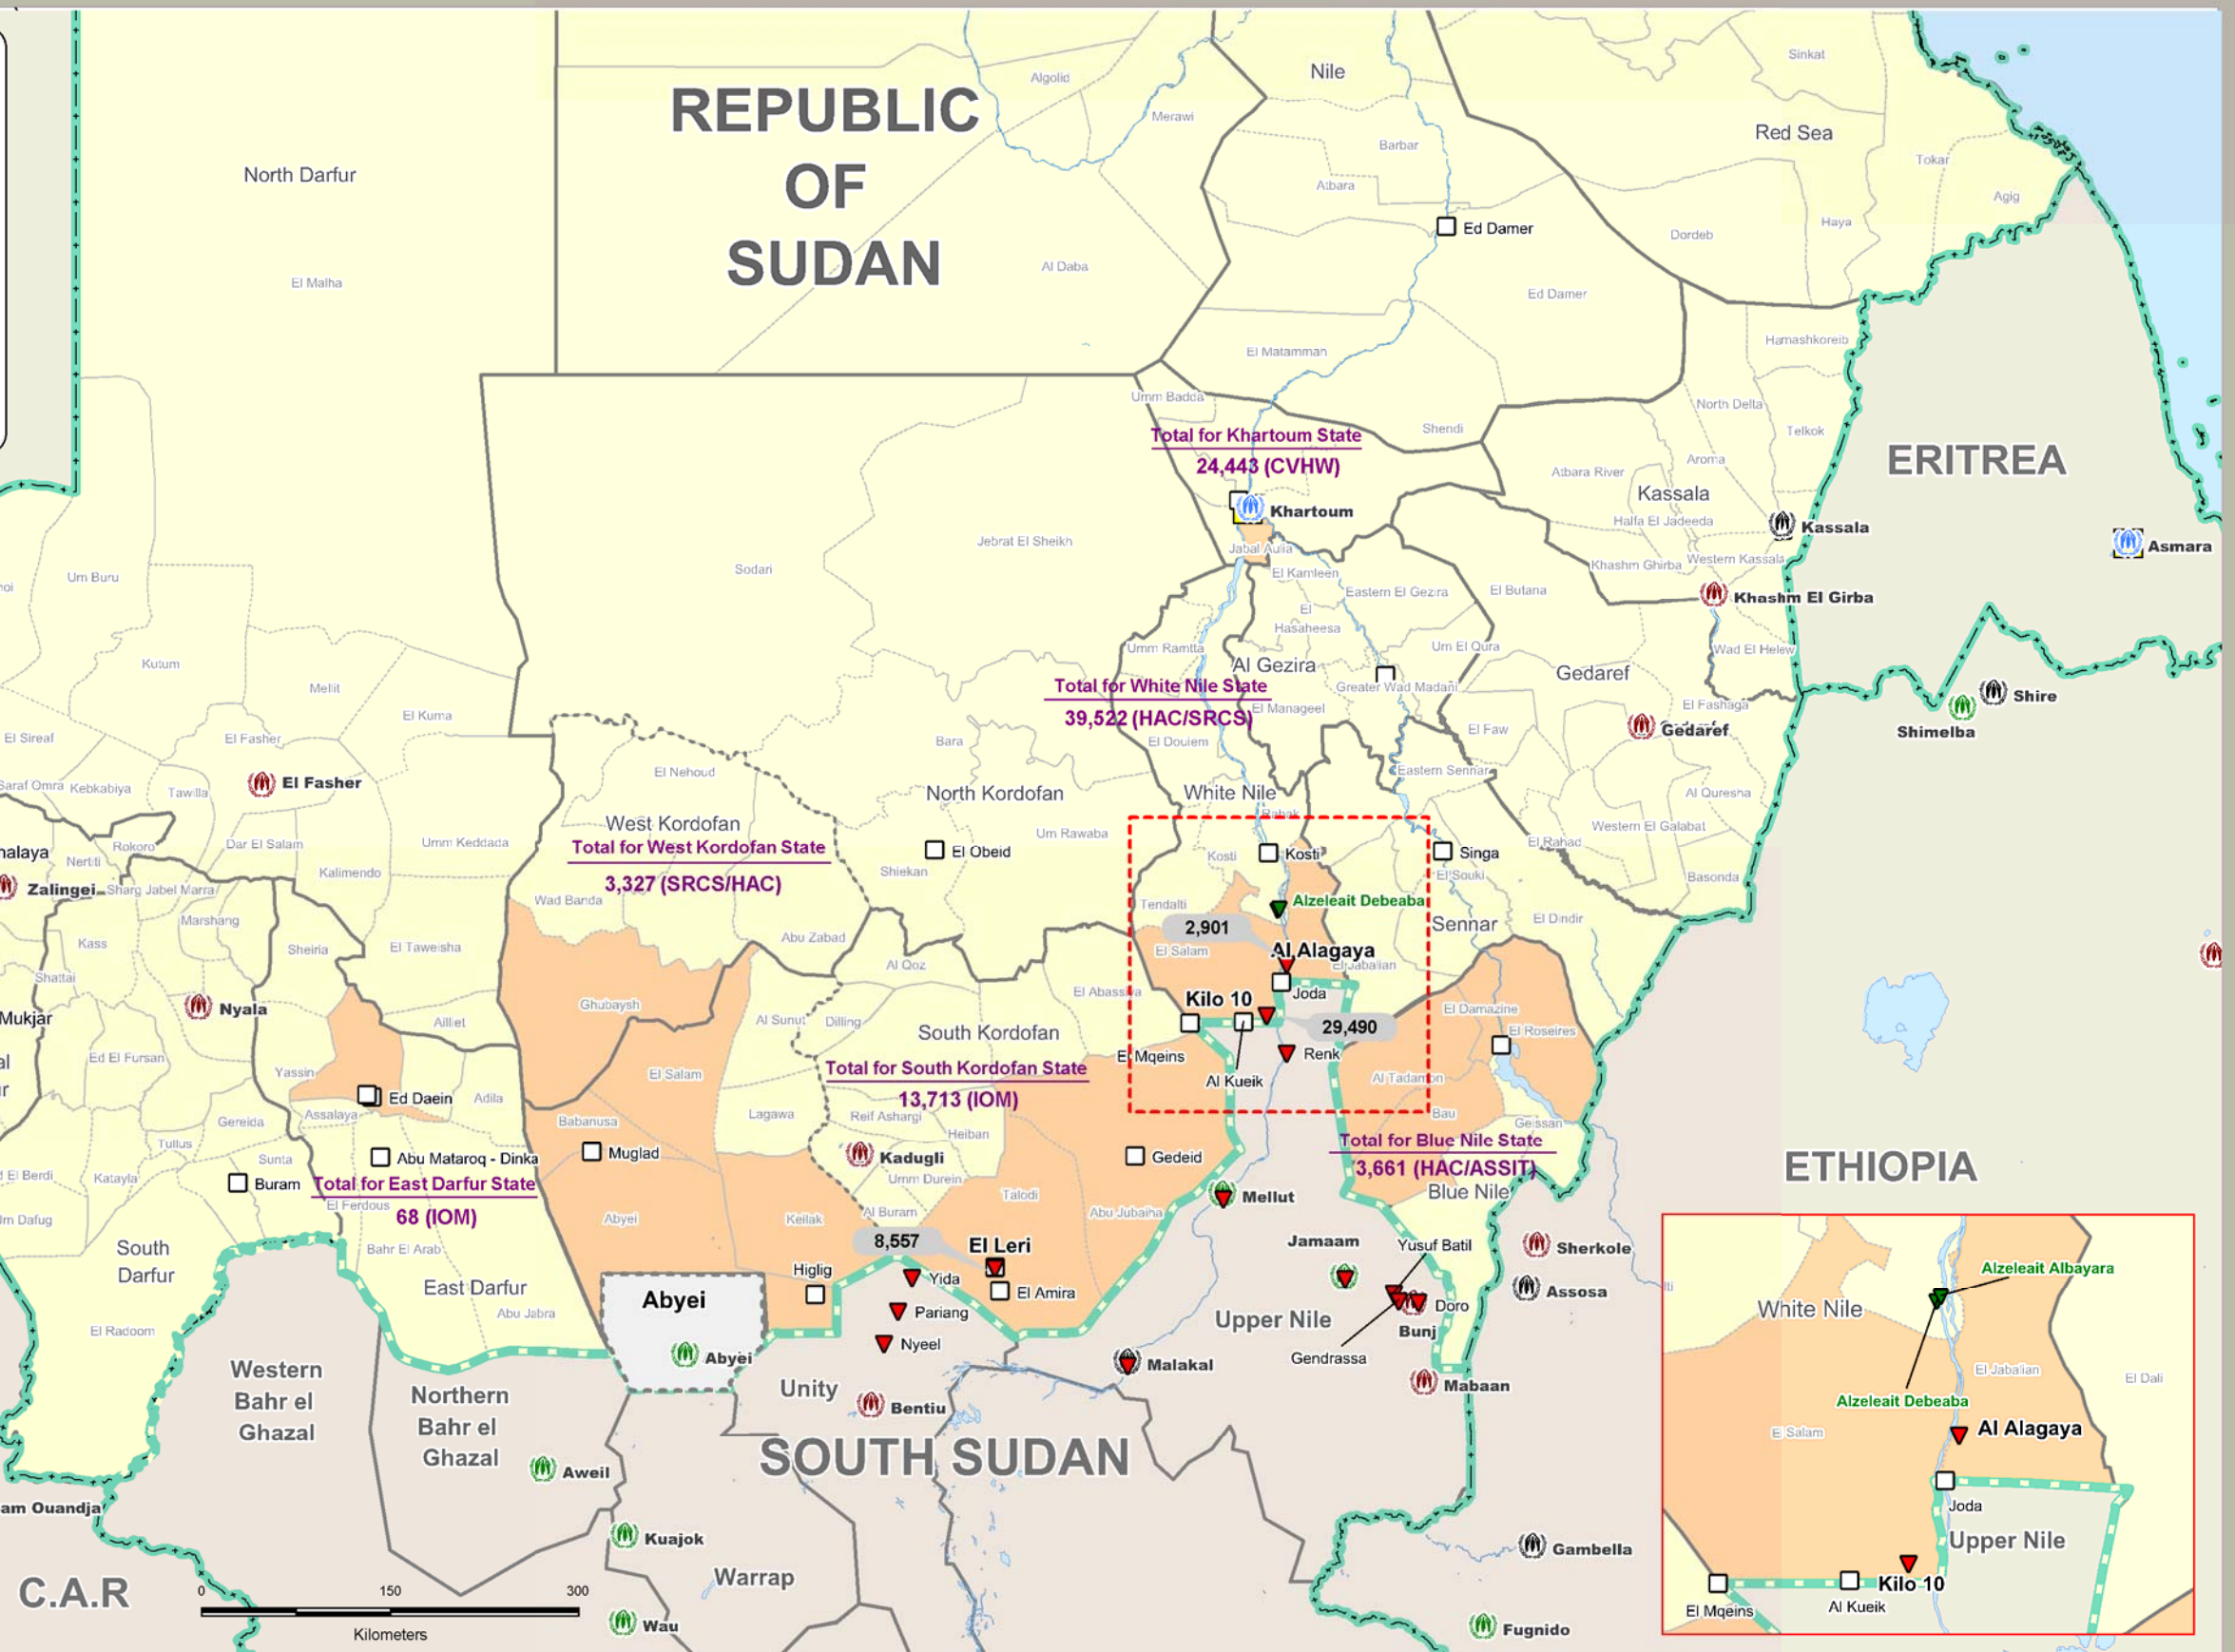 REPUBLIC
OF
SUDAN
Nile
Algolid
Merawi
Barbar
Atbara
Sinkat
Red Sea
Tokar
Agig
Haya
Dordeb
North Darfur
El Malha
Al Daba
Ed Damer
Ed Damer
El Matammah
Hamashkoreib
Umm Badda
Shendi
North Delta
Telkok
Total for Khartoum State
24,443 (CVHW)
Atbara River
Aroma
ERITREA
Kassala
Khartoum
Halfa El Jadeeda
Kassala
Asmara
Jebrat El Sheikh
Jabal Aulia
Khashm Ghirba
Western Kassala
Um Buru
Sodari
El Kamleen
Eastern El Gezira
El Butana
Khashm El Girba
El
Hasaheesa
Kutum
Umm Ramtta
Um El Qura
Wad El Helew
Al Gezira
Gedaref
Mellit
Total for White Nile State
39,522 (HAC/SRCS)
Greater Wad Madani
El Manageel
El Fashaga
Shire
Shimelba
El Kuma
El Sireaf
El Fasher
Bara
El Douiem
El Faw
Gedaref
El Nehoud
Eastern Sennar
El Fasher
Saraf Omra
Kebkabiya
Tawilla
North Kordofan
White Nile
Rabak
Al Quresha
West Kordofan
Total for West Kordofan State
3,327 (SRCS/HAC)
Um Rawaba
Western El Galabat
El Rahad
Rokoro
Dar El Salam
Umm Keddada
El Obeid
Kosti
Kosti
Singa
Nertiti
Kalimendo
Shiekan
El Souki
Basonda
Zalingei
Sharg Jabel Marra
Wad Banda
Tendalti
Alzeleait Debeaba
Marshang
2,901
Sennar
El Dindir
Kass
Sheiria
El Taweisha
Abu Zabad
El Salam
Al Alagaya
El Jabalian
Shattai
Al Qoz
Ghubaysh
El Abassiya
Kilo 10
Joda
Nyala
Mukjar
Ailliet
Al Sunut
Dilling
South Kordofan
29,490
El Damazine
El Roseires
Ed El Fursan
Yassin
El Salam
Total for South Kordofan State
13,713 (IOM)
El Mqeins
Renk
Al Kueik
Al Tadamon
Ed Daein
Adila
Assalaya
Gereida
Babanusa
Lagawa
Reif Ashargi
Heiban
Bau
Geissan
Tullus
Muglad
Kadugli
Gedeid
Total for Blue Nile State
3,661 (HAC/ASSIT)
ETHIOPIA
Abu Mataroq - Dinka
Sunta
Katayla
Buram
Total for East Darfur State
68 (IOM)
Umm Durein
Talodi
Mellut
Blue Nile
El Ferdous
Abyei
Keilak
Al Buram
Abu Jubaiha
8,557
El Leri
Jamaam
Yusuf Batil
Sherkole
South
Darfur
Bahr El Arab
Higlig
Yida
El Amira
East Darfur
Abu Jabra
Abyei
Pariang
Doro
Assosa
Upper Nile
Bunj
El Radoom
Nyeel
Gendrassa
Abyei
Malakal
Western
Bahr el
Ghazal
Northern
Bahr el
Ghazal
Unity
Bentiu
Mabaan
SOUTH SUDAN
Aweil
Kuajok
Warrap
Wau
Gambella
Fugnido
C.A.R
0 150 300
Kilometers
Alzeleait Albayara
White Nile
El Jabalian
El Dali
Alzeleait Debeaba
El Salam
Al Alagaya
Joda
Upper Nile
Kilo 10
El Mqeins
Al Kueik